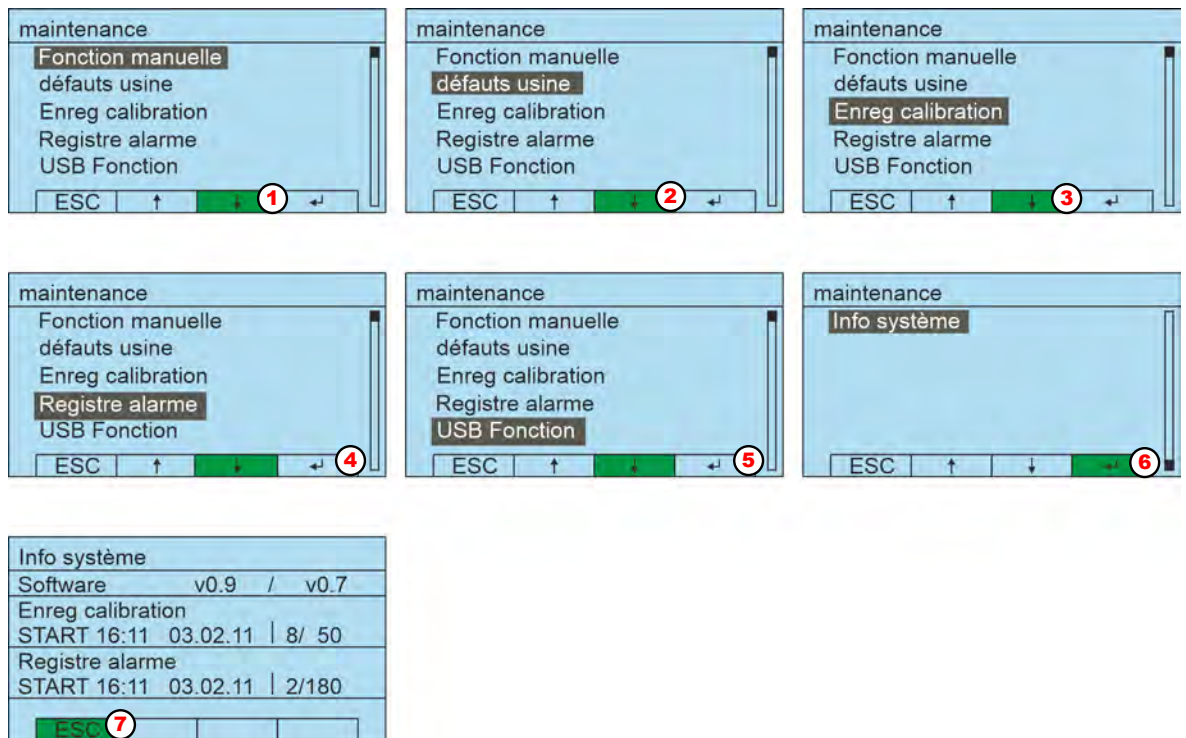 maintenance
Fonction manuelle
défauts usine
Enreg calibration
Registre alarme
USB Fonction
ESC ↑ ↓ 1 ↵
maintenance
Fonction manuelle
défauts usine
Enreg calibration
Registre alarme
USB Fonction
ESC ↑ ↓ 2 ↵
maintenance
Fonction manuelle
défauts usine
Enreg calibration
Registre alarme
USB Fonction
ESC ↑ ↓ 3 ↵
maintenance
Fonction manuelle
défauts usine
Enreg calibration
Registre alarme
USB Fonction
ESC ↑ ↓ ↵ 4
maintenance
Fonction manuelle
défauts usine
Enreg calibration
Registre alarme
USB Fonction
ESC ↑ ↓ ↵ 5
maintenance
Info système
ESC ↑ ↓ ↵ 6
Info système
Software v0.9 / v0.7
Enreg calibration
START 16:11 03.02.11 | 8/ 50
Registre alarme
START 16:11 03.02.11 | 2/180
ESC 7